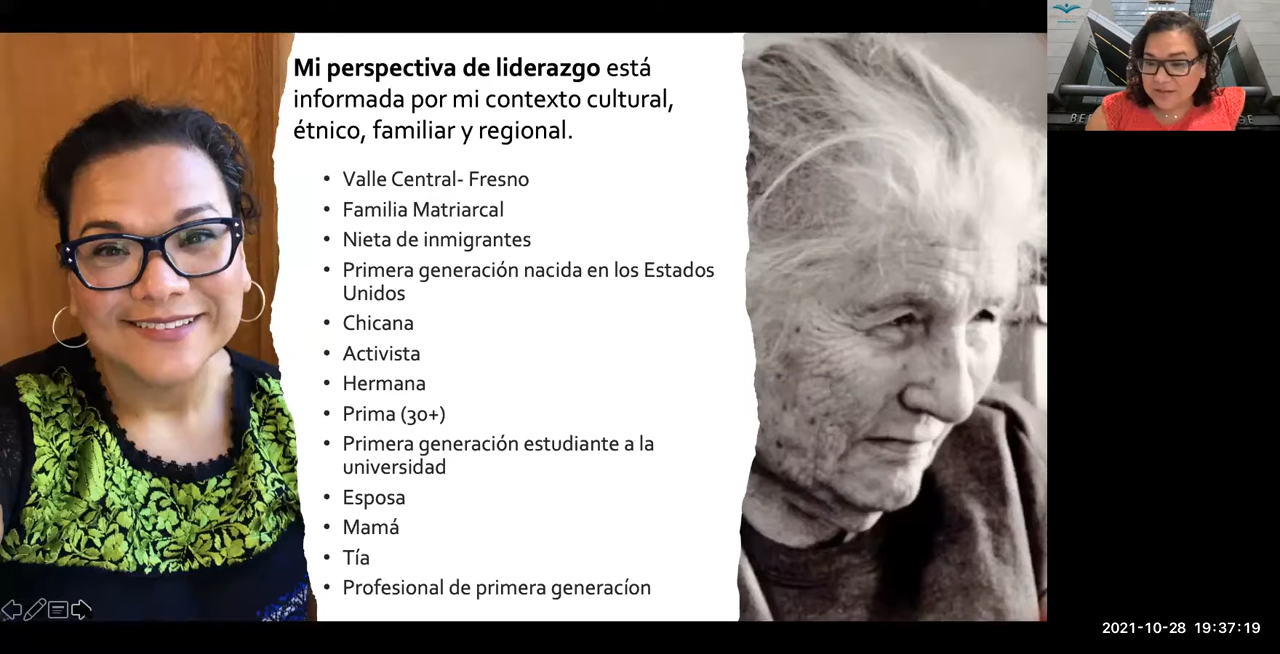 Mi perspectiva de liderazgo está
informada por mi contexto cultural,
étnico, familiar y regional.
• Valle Central- Fresno
• Familia Matriarcal
• Nieta de inmigrantes
• Primera generación nacida en los Estados
Unidos
• Chicana
• Activista
• Hermana
• Prima (30+)
• Primera generación estudiante a la
universidad
• Esposa
• Mamá
• Tía
• Profesional de primera generacíon
2021-10-28 19:37:19